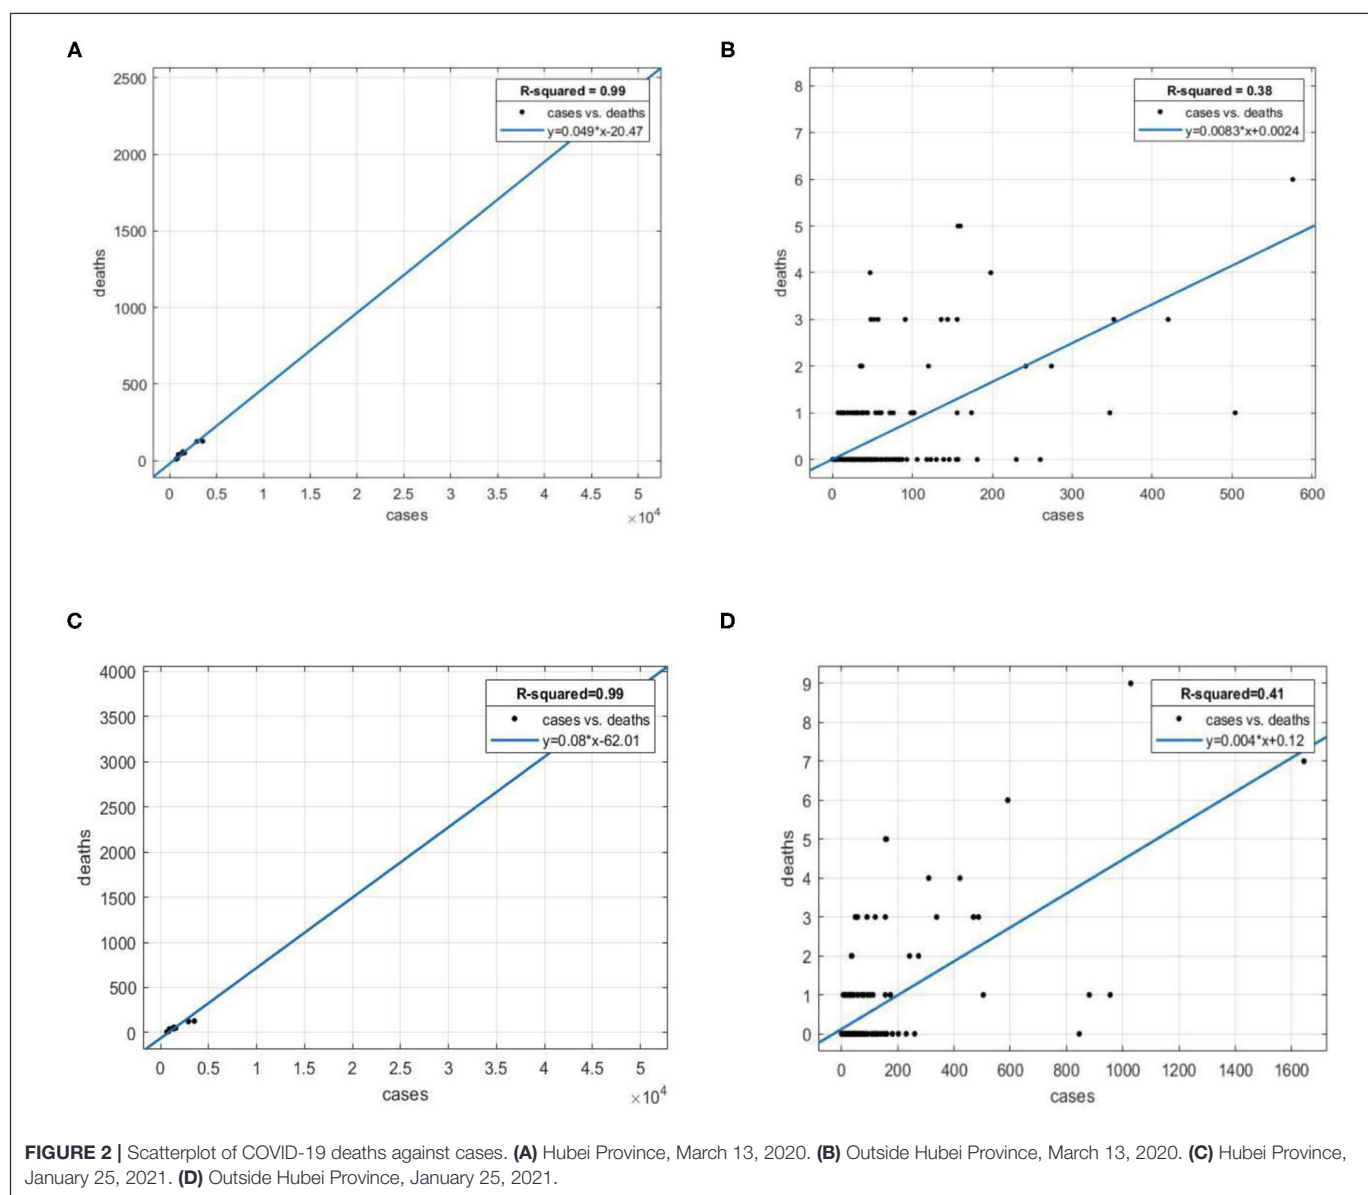 A
2500
2000
1500
1000
500
0
deaths
R-squared = 0.99
cases vs. deaths
y=0.049*x-20.47
0 0.5 1 1.5 2 2.5 3 3.5 4 4.5 5
cases
×10⁴
B
8
7
6
5
4
3
2
1
0
deaths
R-squared = 0.38
cases vs. deaths
y=0.0083*x+0.0024
0 100 200 300 400 500 600
cases
C
4000
3500
3000
2500
2000
1500
1000
500
0
deaths
R-squared=0.99
cases vs. deaths
y=0.08*x-62.01
0 0.5 1 1.5 2 2.5 3 3.5 4 4.5 5
cases
×10⁴
D
9
8
7
6
5
4
3
2
1
0
deaths
R-squared=0.41
cases vs. deaths
y=0.004*x+0.12
0 200 400 600 800 1000 1200 1400 1600
cases
FIGURE 2 | Scatterplot of COVID-19 deaths against cases. (A) Hubei Province, March 13, 2020. (B) Outside Hubei Province, March 13, 2020. (C) Hubei Province,
January 25, 2021. (D) Outside Hubei Province, January 25, 2021.